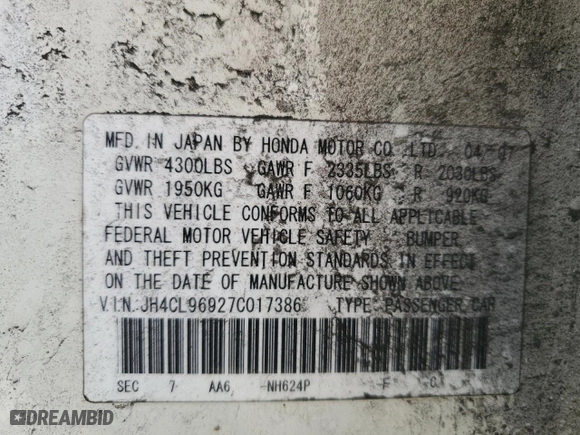 MFD. IN JAPAN BY HONDA MOTOR CO. LTD. 04 07
GVWR 4300LBS GAWR F 2335LBS R 2030LBS
GVWR 1950KG GAWR F 1060KG R 920KG
THIS VEHICLE CONFORMS TO ALL APPLICABLE
FEDERAL MOTOR VEHICLE SAFETY BUMPER
AND THEFT PREVENTION STANDARDS IN EFFECT
ON THE DATE OF MANUFACTURE SHOWN ABOVE
V.I.N. JH4CL96927C017386 TYPE: PASSENGER CAR
SEC 7 AA6 NH624P F C
DREAMBID